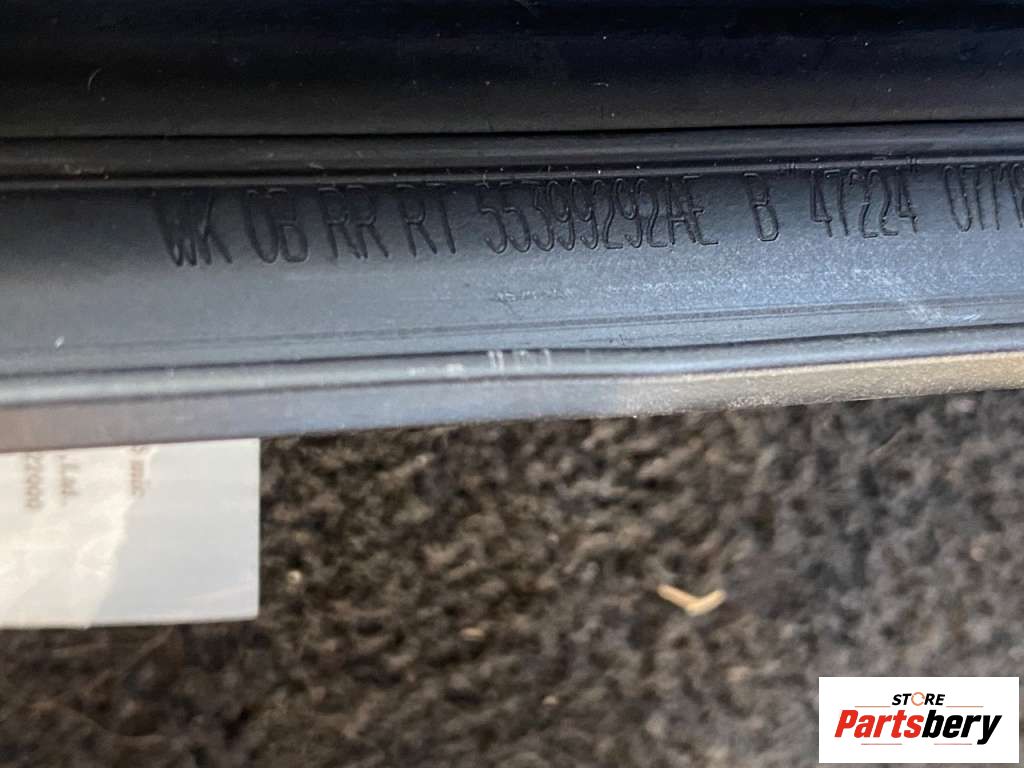 WK OB RR RT 55399292AE B "47224"
STORE
Partsbery